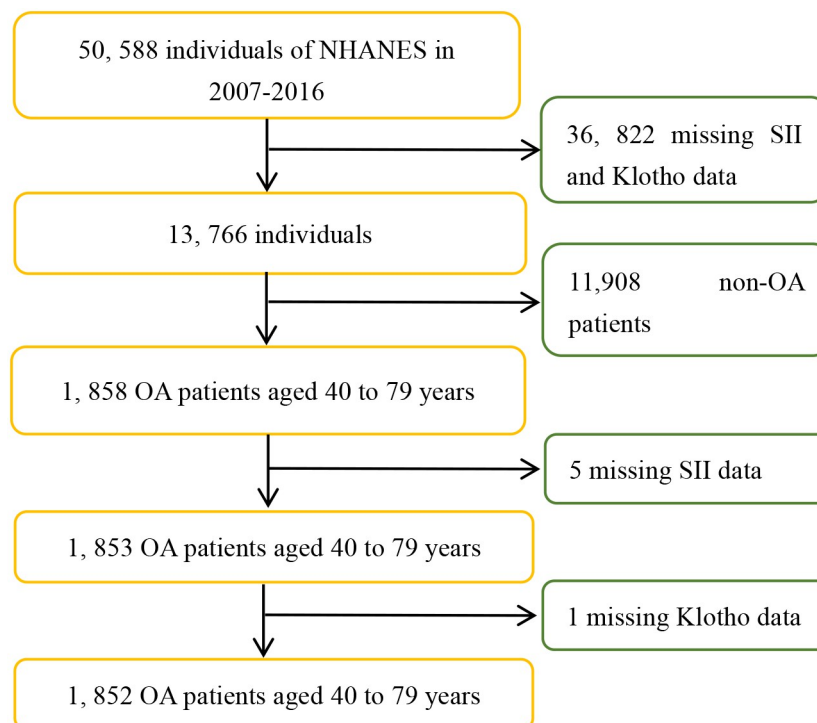 50, 588 individuals of NHANES in
2007-2016
36, 822 missing SII
and Klotho data
13, 766 individuals
11,908 non-OA
patients
1, 858 OA patients aged 40 to 79 years
5 missing SII data
1, 853 OA patients aged 40 to 79 years
1 missing Klotho data
1, 852 OA patients aged 40 to 79 years